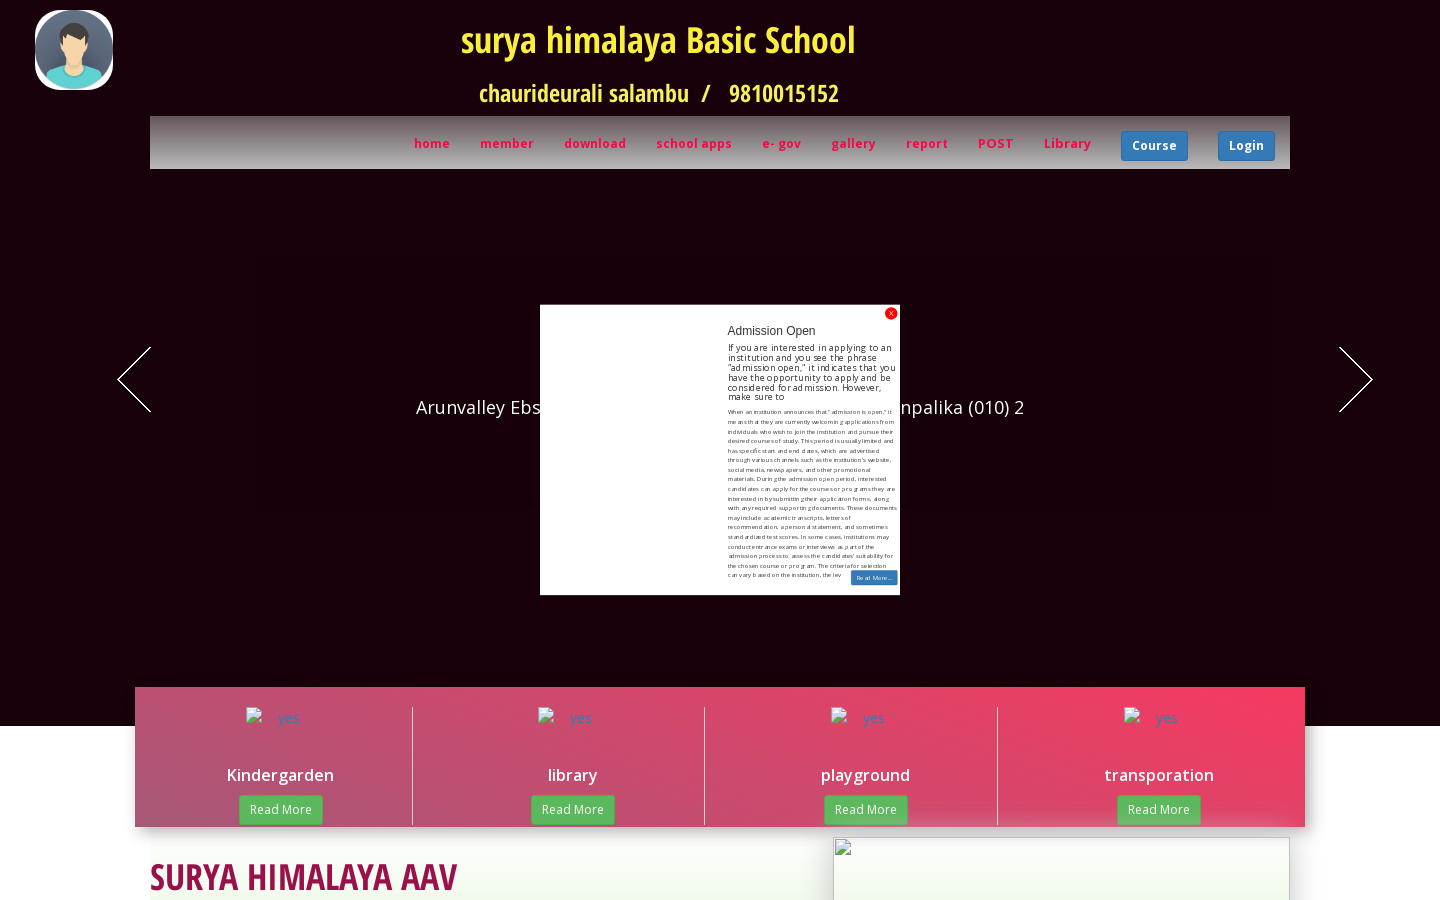 surya himalaya Basic School
chaurideurali salambu / 9810015152
home member download school apps e- gov gallery report POST Library Course Login
X
Admission Open
If you are interested in applying to an
institution and you see the phrase
"admission open," it indicates that you
have the opportunity to apply and be
considered for admission. However,
make sure to
Arunvalley Ebs
npalika (010) 2
When an institution announces that "admission is open," it
means that they are currently welcoming applications from
individuals who wish to join the institution and pursue their
desired courses of study. This period is usually limited and
has specific start and end dates, which are advertised
through various channels such as the institution's website,
social media, newspapers, and other promotional
materials. During the admission open period, interested
candidates can apply for the courses or programs they are
interested in by submitting their application forms, along
with any required supporting documents. These documents
may include academic transcripts, letters of
recommendation, a personal statement, and sometimes
standardized test scores. In some cases, institutions may
conduct entrance exams or interviews as part of the
admission process to assess the candidates' suitability for
the chosen course or program. The criteria for selection
can vary based on the institution, the lev
Read More...
yes yes yes yes
Kindergarden library playground transporation
Read More Read More Read More Read More
SURYA HIMALAYA AAV